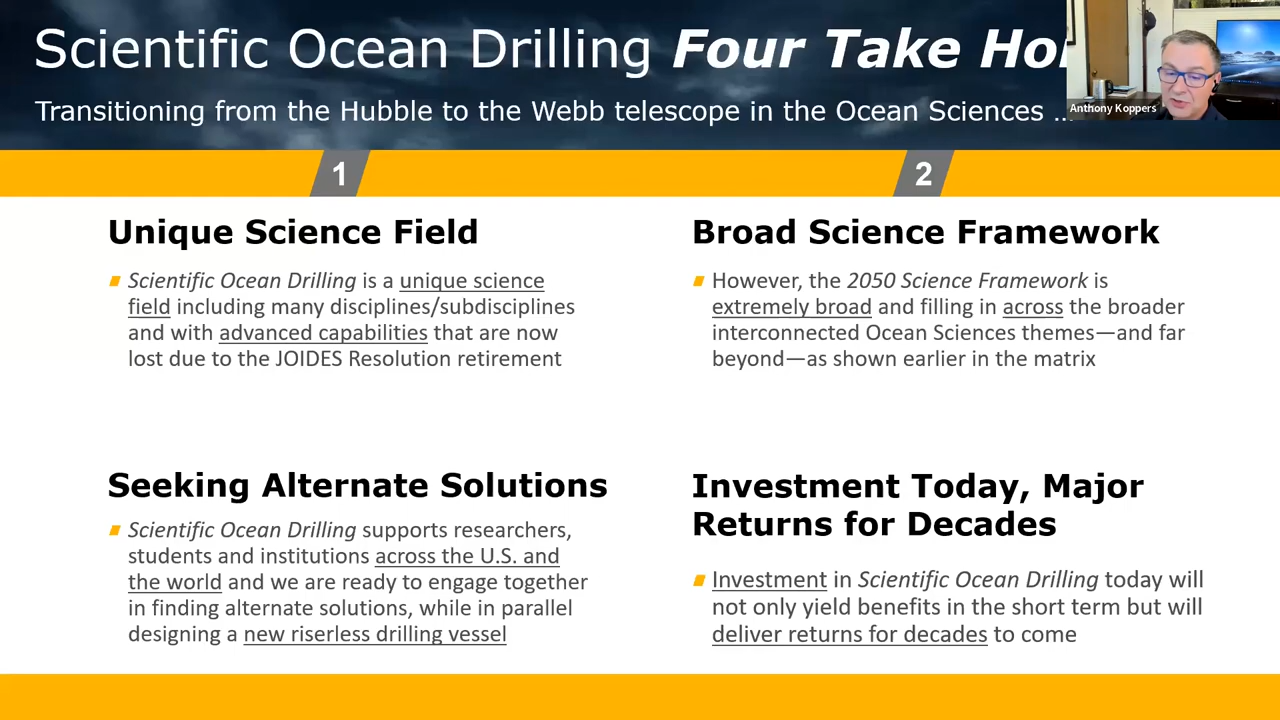 Scientific Ocean Drilling Four Take
Transitioning from the Hubble to the Webb telescope in the Ocean Sciences ...
Anthony Koppers
1
Unique Science Field
Scientific Ocean Drilling is a unique science
field including many disciplines/subdisciplines
and with advanced capabilities that are now
lost due to the JOIDES Resolution retirement
2
Broad Science Framework
However, the 2050 Science Framework is
extremely broad and filling in across the broader
interconnected Ocean Sciences themes—and far
beyond—as shown earlier in the matrix
Seeking Alternate Solutions
Scientific Ocean Drilling supports researchers,
students and institutions across the U.S. and
the world and we are ready to engage together
in finding alternate solutions, while in parallel
designing a new riserless drilling vessel
Investment Today, Major
Returns for Decades
Investment in Scientific Ocean Drilling today will
not only yield benefits in the short term but will
deliver returns for decades to come